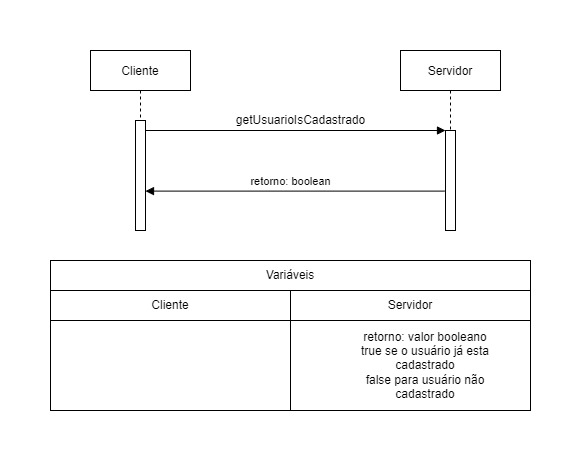 Cliente
Servidor
getUsuarioIsCadastrado
retorno: boolean
Variáveis
Cliente
Servidor
retorno: valor booleano
true se o usuário já esta
cadastrado
false para usuário não
cadastrado